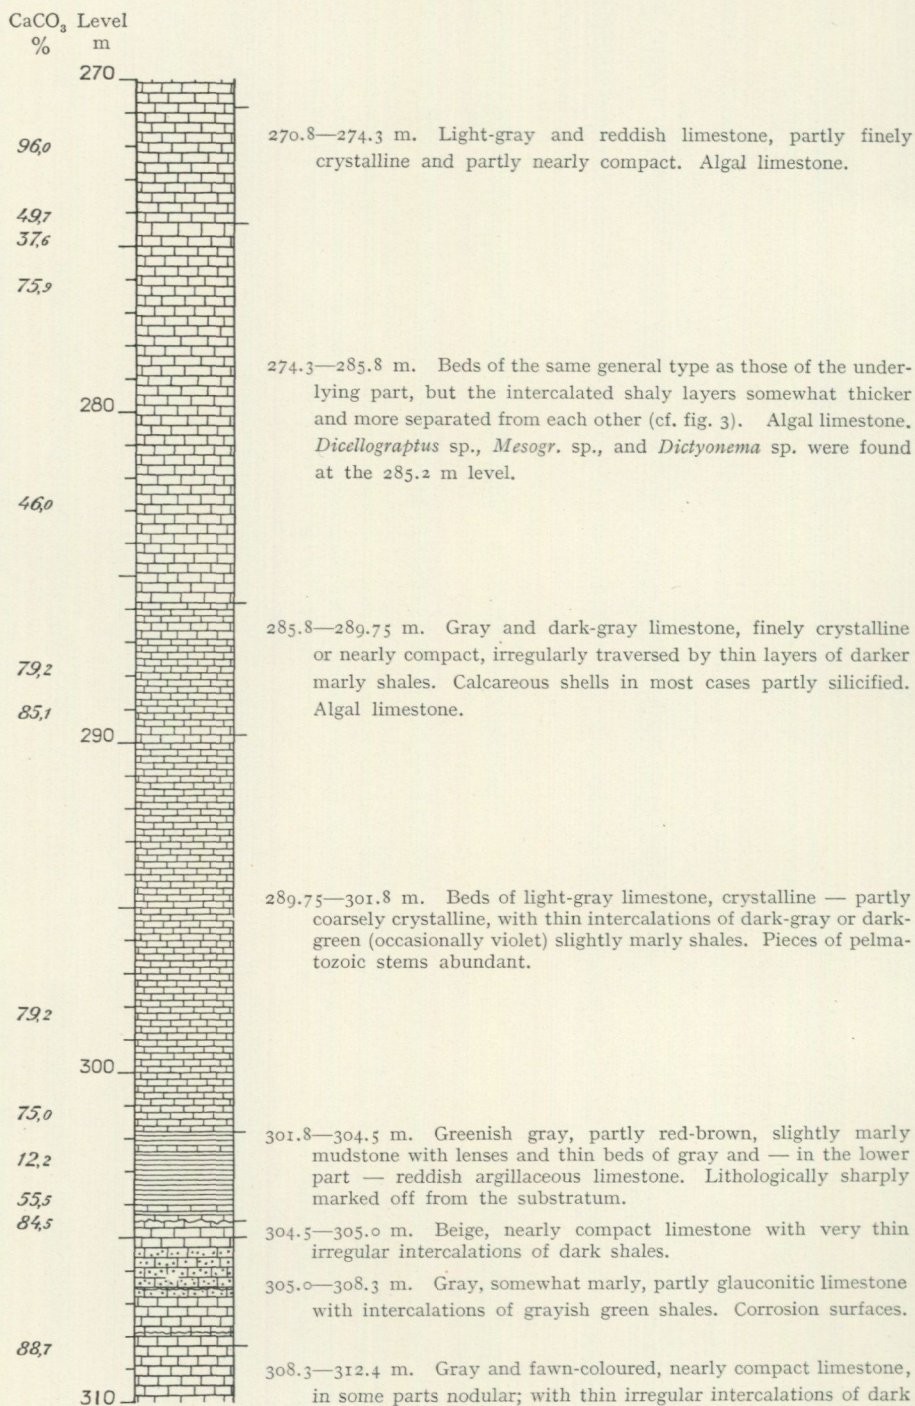 CaCO₃ Level
% m
270
96,0
49,7
37,6
75,9
280
46,0
79,2
85,1
290
79,2
300
75,0
12,2
55,5
84,5
88,7
310
270.8—274.3 m. Light-gray and reddish limestone, partly finely
crystalline and partly nearly compact. Algal limestone.
274.3—285.8 m. Beds of the same general type as those of the under-
lying part, but the intercalated shaly layers somewhat thicker
and more separated from each other (cf. fig. 3). Algal limestone.
Dicellograptus sp., Mesogr. sp., and Dictyonema sp. were found
at the 285.2 m level.
285.8—289.75 m. Gray and dark-gray limestone, finely crystalline
or nearly compact, irregularly traversed by thin layers of darker
marly shales. Calcareous shells in most cases partly silicified.
Algal limestone.
289.75—301.8 m. Beds of light-gray limestone, crystalline — partly
coarsely crystalline, with thin intercalations of dark-gray or dark-
green (occasionally violet) slightly marly shales. Pieces of pelma-
tozoic stems abundant.
301.8—304.5 m. Greenish gray, partly red-brown, slightly marly
mudstone with lenses and thin beds of gray and — in the lower
part — reddish argillaceous limestone. Lithologically sharply
marked off from the substratum.
304.5—305.0 m. Beige, nearly compact limestone with very thin
irregular intercalations of dark shales.
305.0—308.3 m. Gray, somewhat marly, partly glauconitic limestone
with intercalations of grayish green shales. Corrosion surfaces.
308.3—312.4 m. Gray and fawn-coloured, nearly compact limestone,
in some parts nodular; with thin irregular intercalations of dark